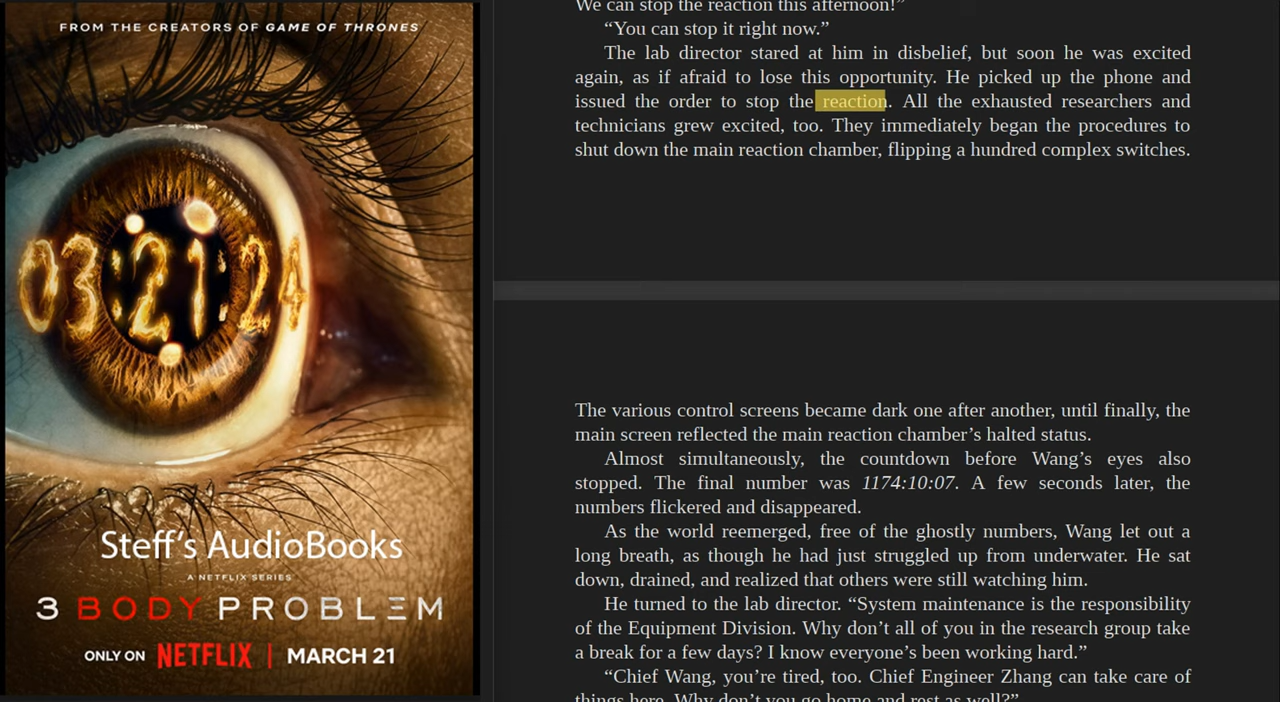 FROM THE CREATORS OF GAME OF THRONES
03:21:24
Steff's AudioBooks
A NETFLIX SERIES
3 BODY PROBLEM
ONLY ON NETFLIX | MARCH 21
We can stop the reaction this afternoon!”
“You can stop it right now.”
The lab director stared at him in disbelief, but soon he was excited
again, as if afraid to lose this opportunity. He picked up the phone and
issued the order to stop the reaction. All the exhausted researchers and
technicians grew excited, too. They immediately began the procedures to
shut down the main reaction chamber, flipping a hundred complex switches.
The various control screens became dark one after another, until finally, the
main screen reflected the main reaction chamber’s halted status.
Almost simultaneously, the countdown before Wang’s eyes also
stopped. The final number was 1174:10:07. A few seconds later, the
numbers flickered and disappeared.
As the world reemerged, free of the ghostly numbers, Wang let out a
long breath, as though he had just struggled up from underwater. He sat
down, drained, and realized that others were still watching him.
He turned to the lab director. “System maintenance is the responsibility
of the Equipment Division. Why don’t all of you in the research group take
a break for a few days? I know everyone’s been working hard.”
“Chief Wang, you’re tired, too. Chief Engineer Zhang can take care of
things here. Why don’t you go home and rest as well?”